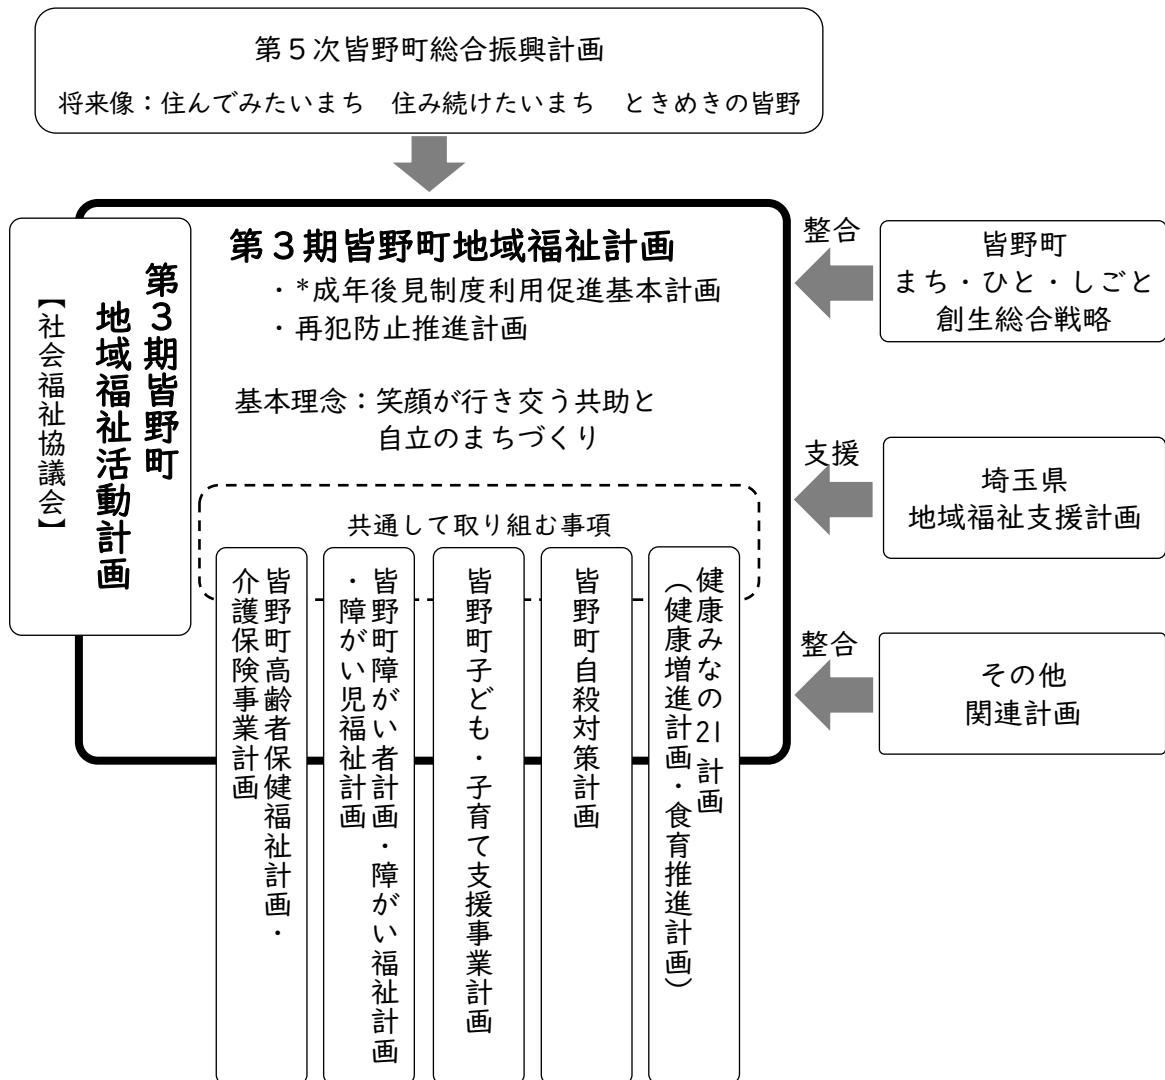 第５次皆野町総合振興計画
将来像：住んでみたいまち　住み続けたいまち　ときめきの皆野
第３期皆野町
地域福祉活動計画
【社会福祉協議会】
第３期皆野町地域福祉計画
・*成年後見制度利用促進基本計画
・再犯防止推進計画
基本理念：笑顔が行き交う共助と
自立のまちづくり
共通して取り組む事項
皆野町高齢者保健福祉計画・
介護保険事業計画
皆野町障がい者計画・障がい福祉計画
・障がい児福祉計画
皆野町子ども・子育て支援事業計画
皆野町自殺対策計画
健康みなの21計画
（健康増進計画・食育推進計画）
整合
皆野町
まち・ひと・しごと
創生総合戦略
支援
埼玉県
地域福祉支援計画
整合
その他
関連計画